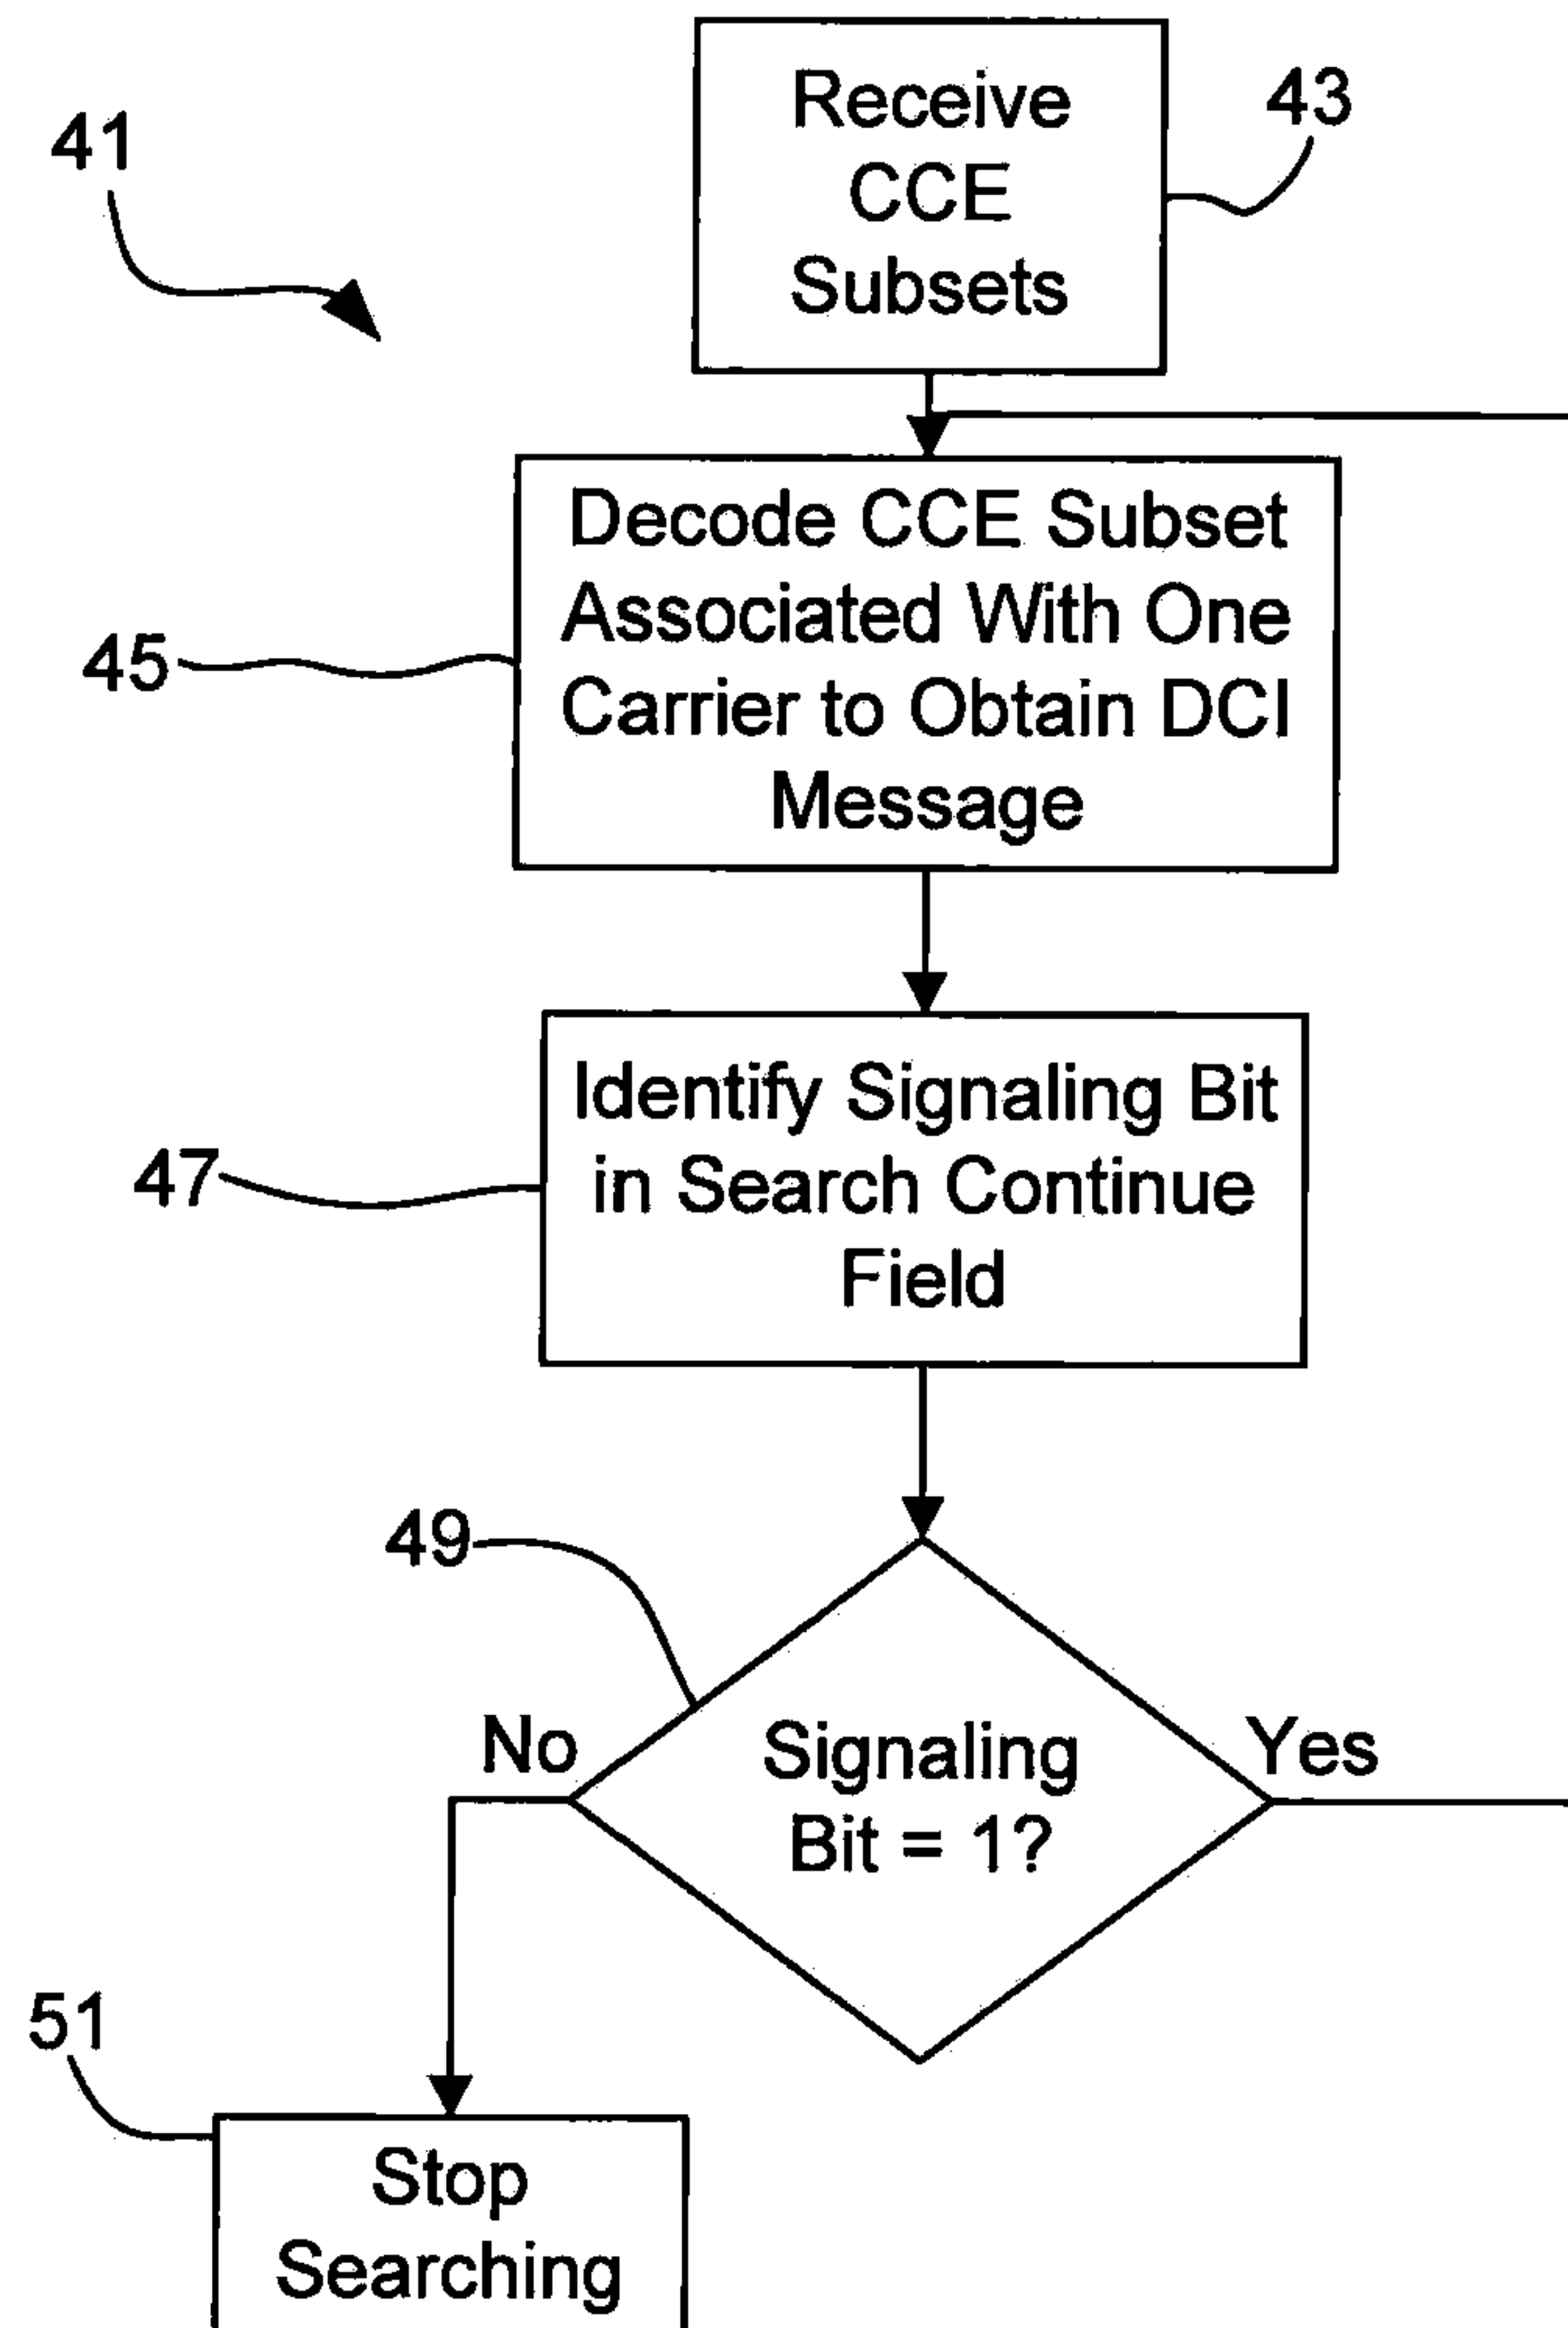 41
Receive
CCE
Subsets
43
Decode CCE Subset
Associated With One
Carrier to Obtain DCI
Message
45
Identify Signaling Bit
in Search Continue
Field
47
49
No
Signaling
Bit = 1?
Yes
51
Stop
Searching